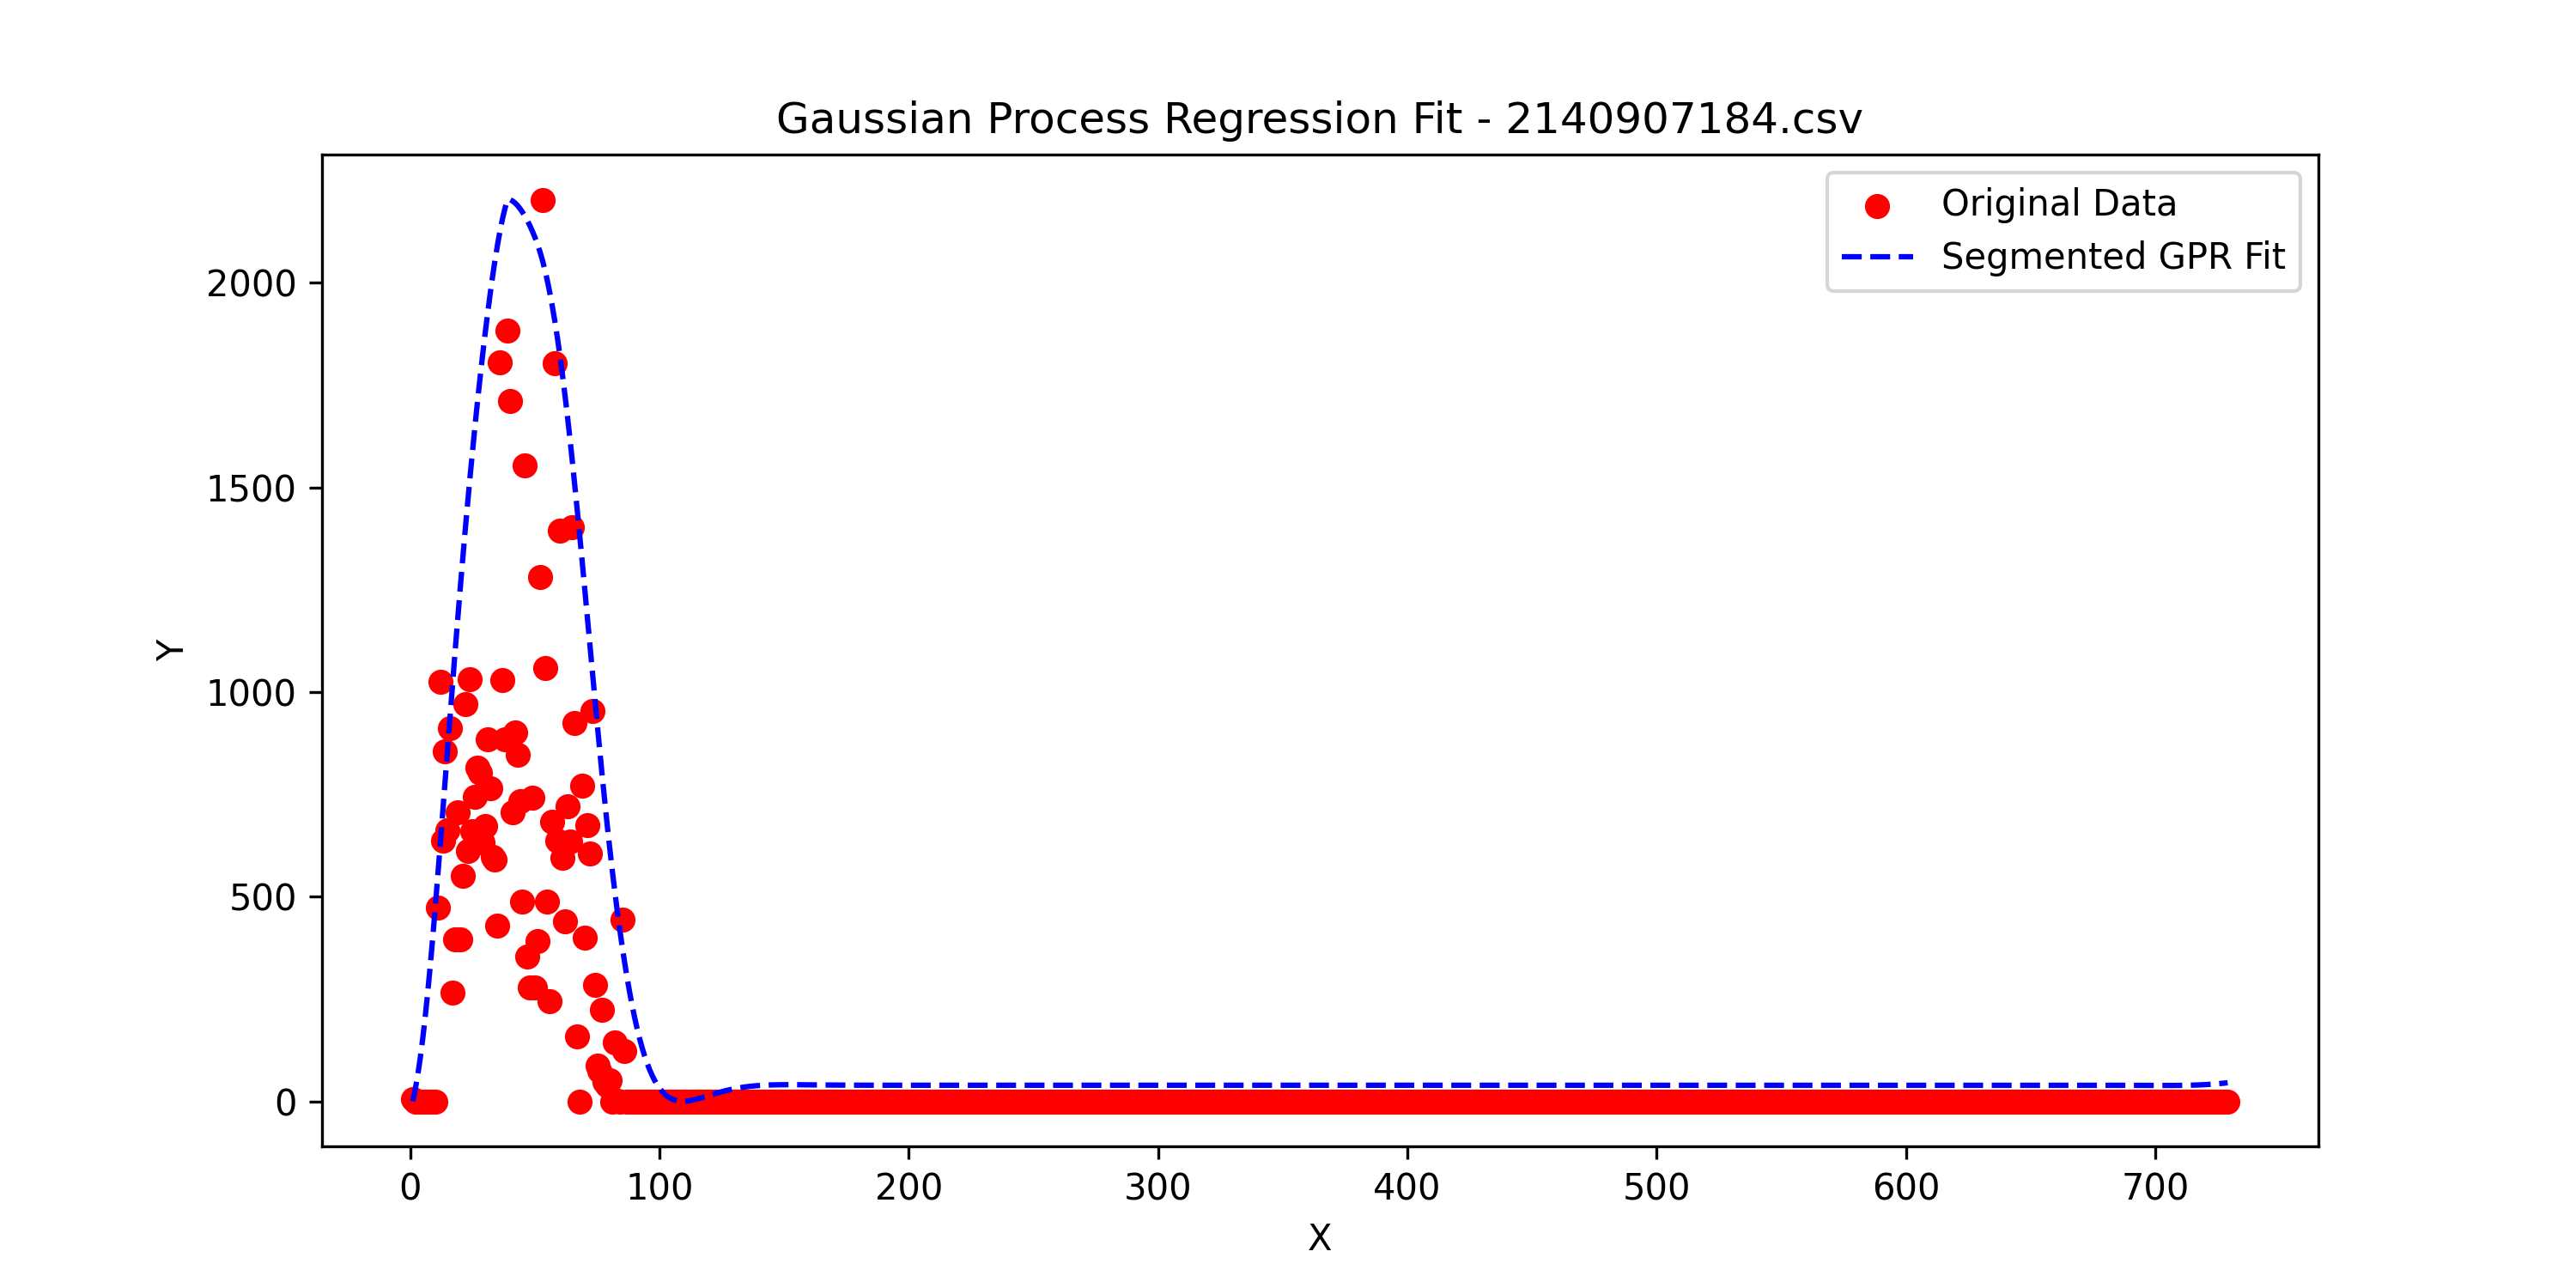 Gaussian Process Regression Fit - 2140907184.csv
Original Data
Segmented GPR Fit
2000
1500
1000
500
0
Y
0 100 200 300 400 500 600 700
X